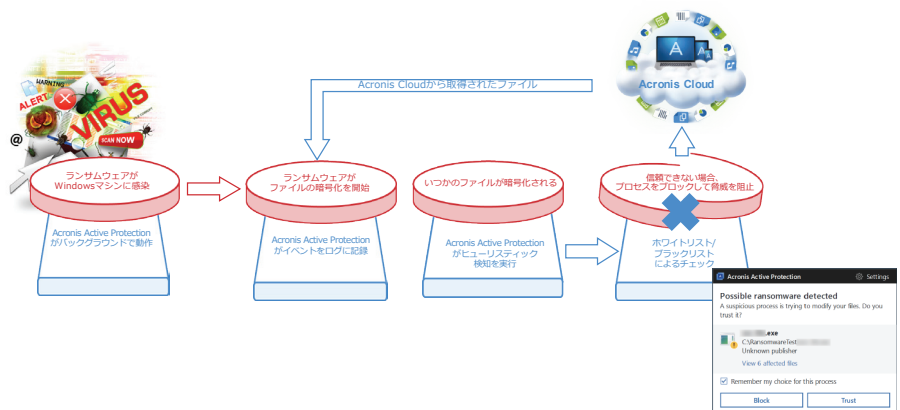 Acronis Cloudから取得されたファイル
Acronis Cloud
WARNING
ALERT
VIRUS
@
SCAN NOW
ランサムウェアが
Windowsマシンに感染
ランサムウェアが
ファイルの暗号化を開始
いつかのファイルが暗号化される
信頼できない場合、
プロセスをブロックして脅威を阻止
Acronis Active Protection
がバックグラウンドで動作
Acronis Active Protection
がイベントをログに記録
Acronis Active Protection
がヒューリスティック
検知を実行
ホワイトリスト/
ブラックリスト
によるチェック
Acronis Active Protection
Settings
Possible ransomware detected
A suspicious process is trying to modify your files. Do you
trust it?
.exe
C:\RansomwareTest
Unknown publisher
View 6 affected files
Remember my choice for this process
Block
Trust